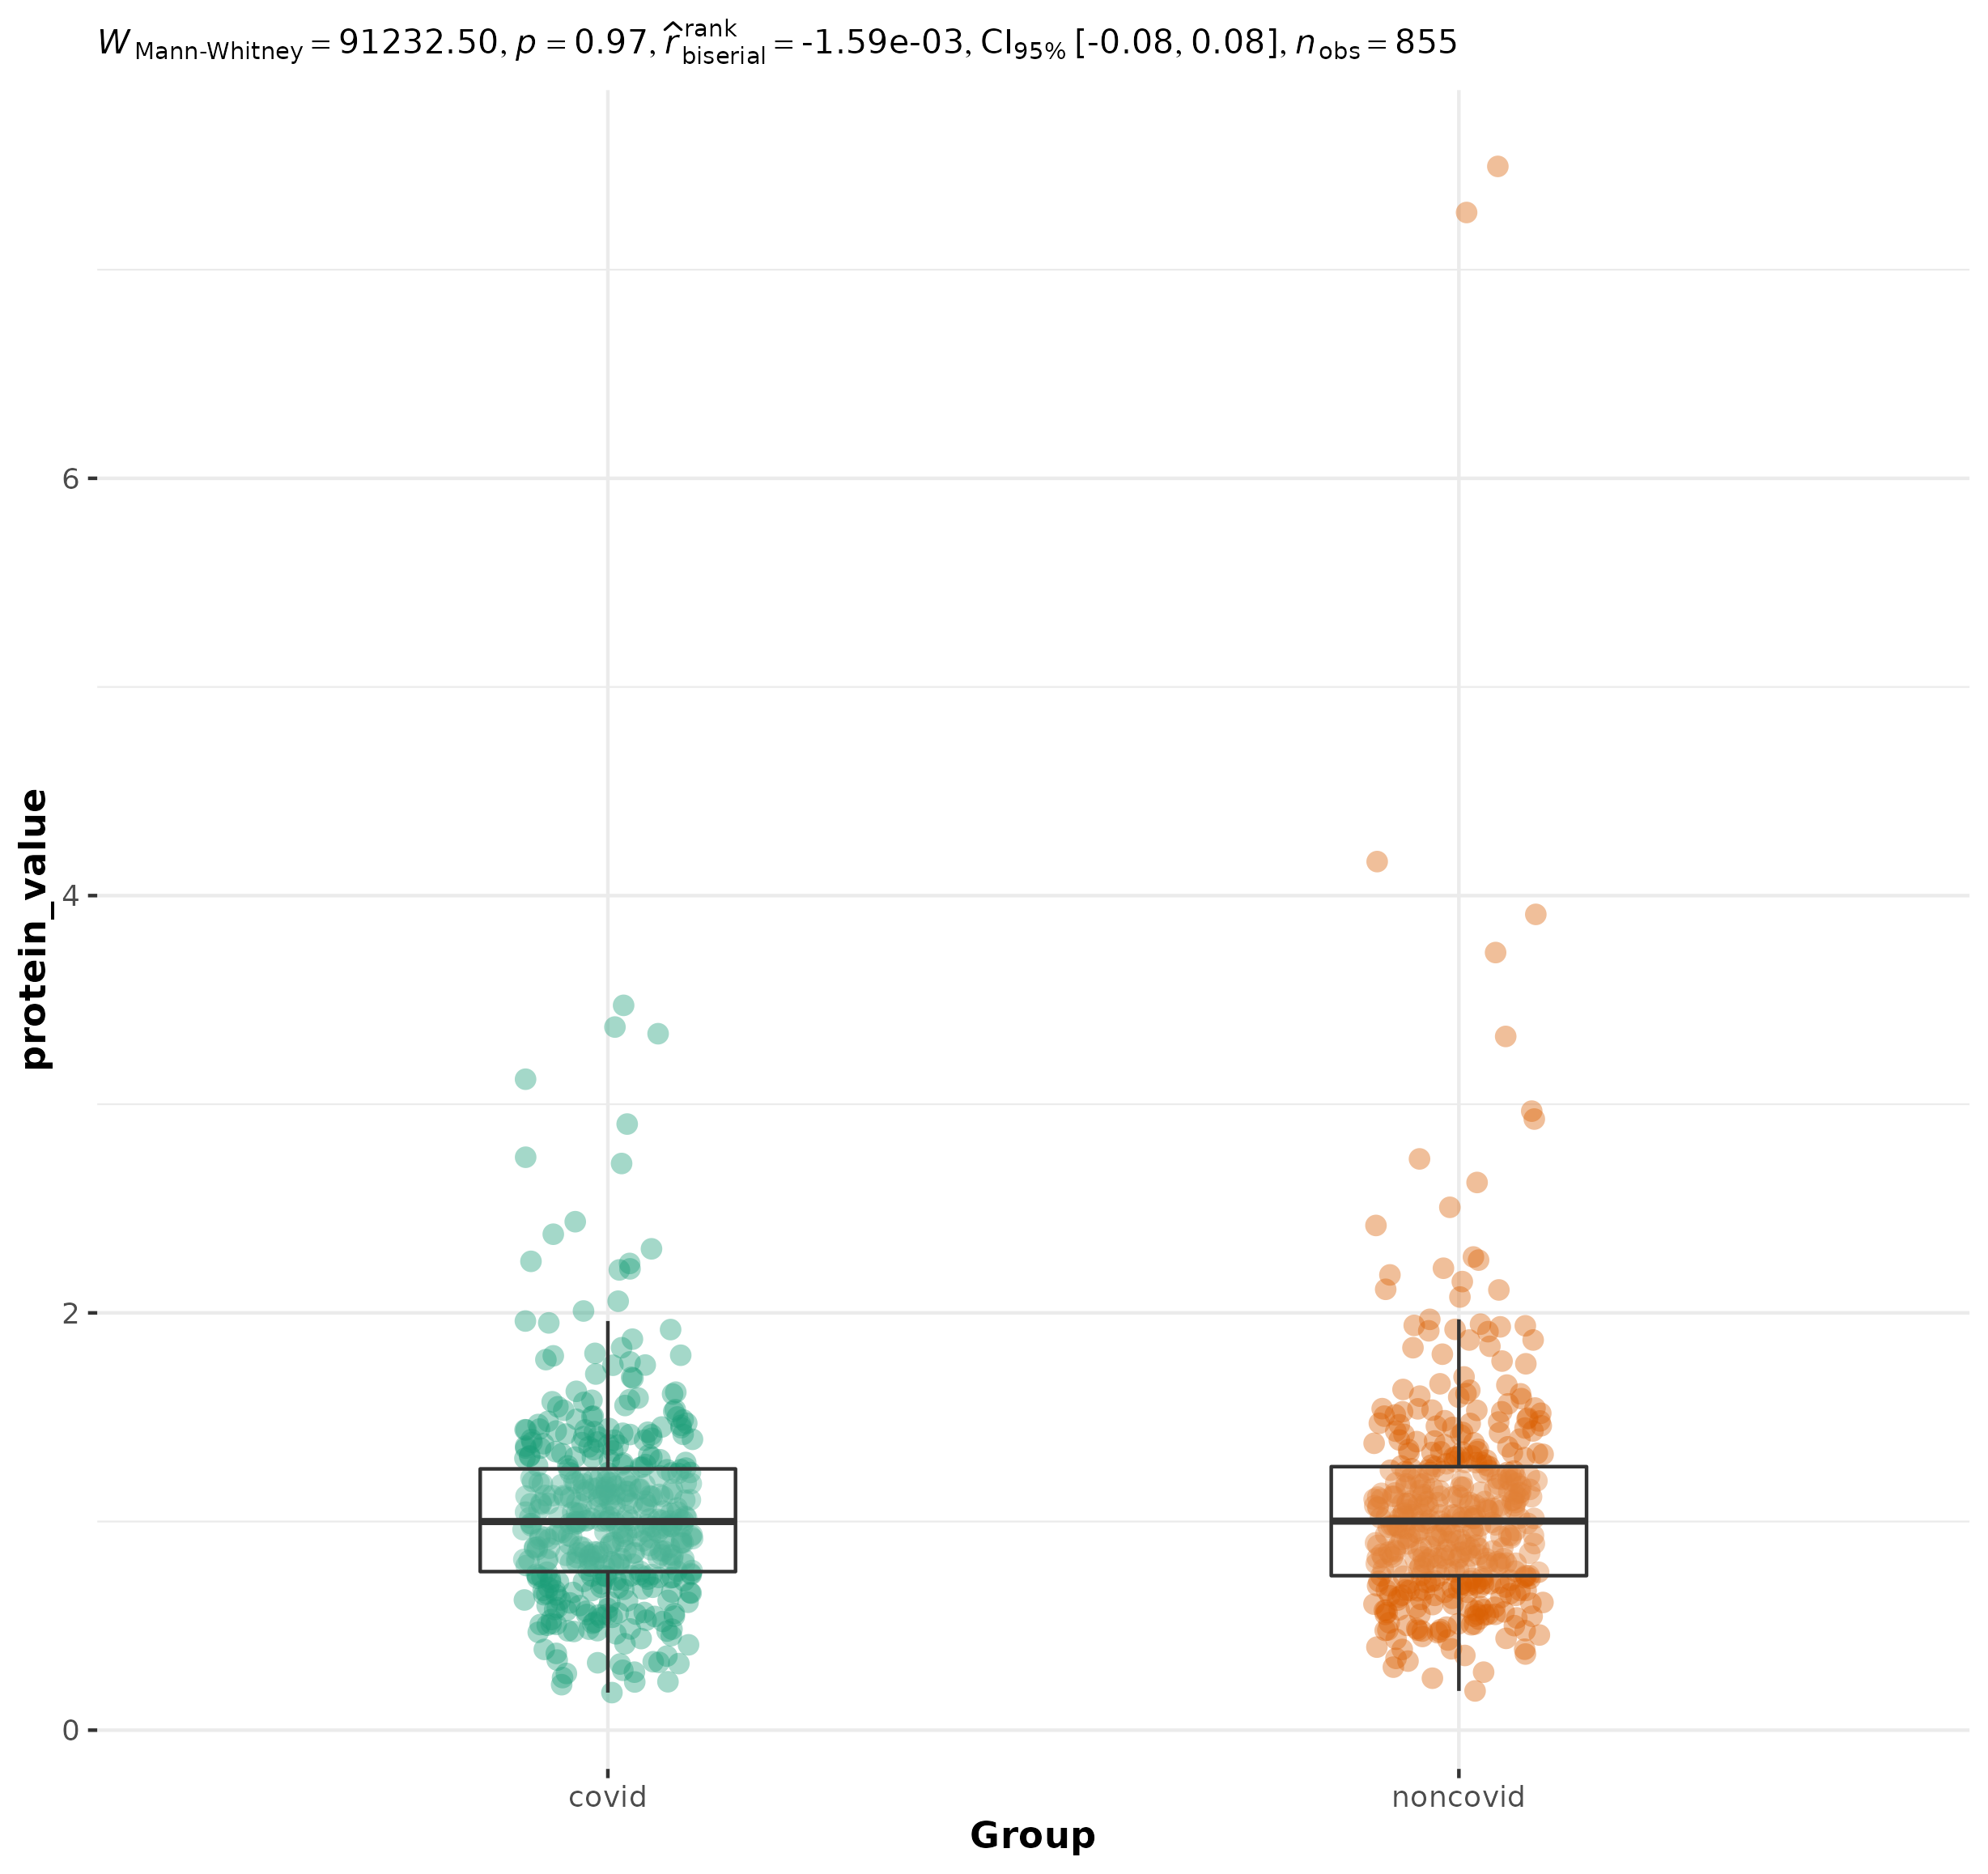 W Mann-Whitney = 91232.50, p = 0.97, r̂ rank biserial = -1.59e-03, CI95% [-0.08, 0.08], nobs = 855
protein_value
6
4
2
0
covid noncovid
Group